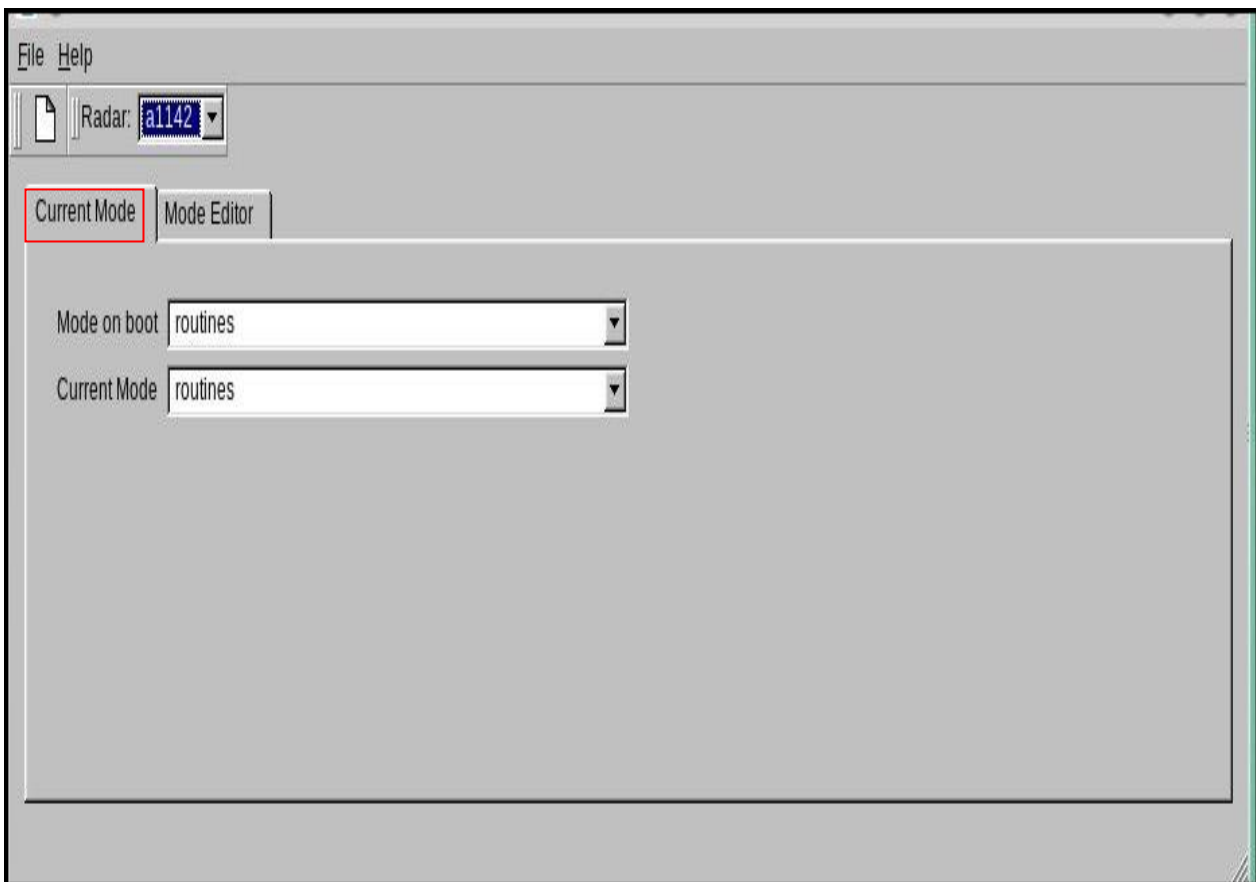 File Help
Radar: a1142
Current Mode Mode Editor
Mode on boot routines
Current Mode routines